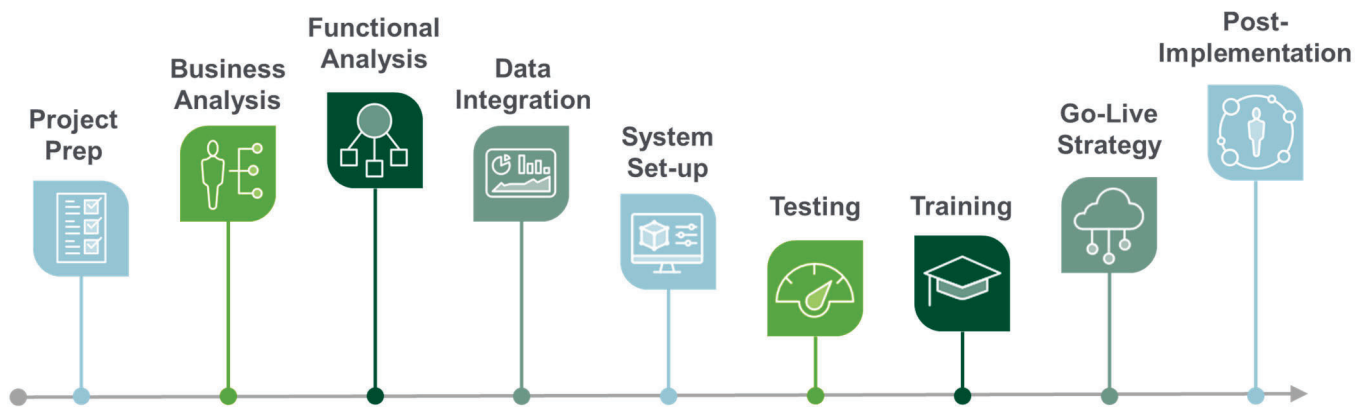 Project
Prep
Business
Analysis
Functional
Analysis
Data
Integration
System
Set-up
Testing
Training
Go-Live
Strategy
Post-
Implementation